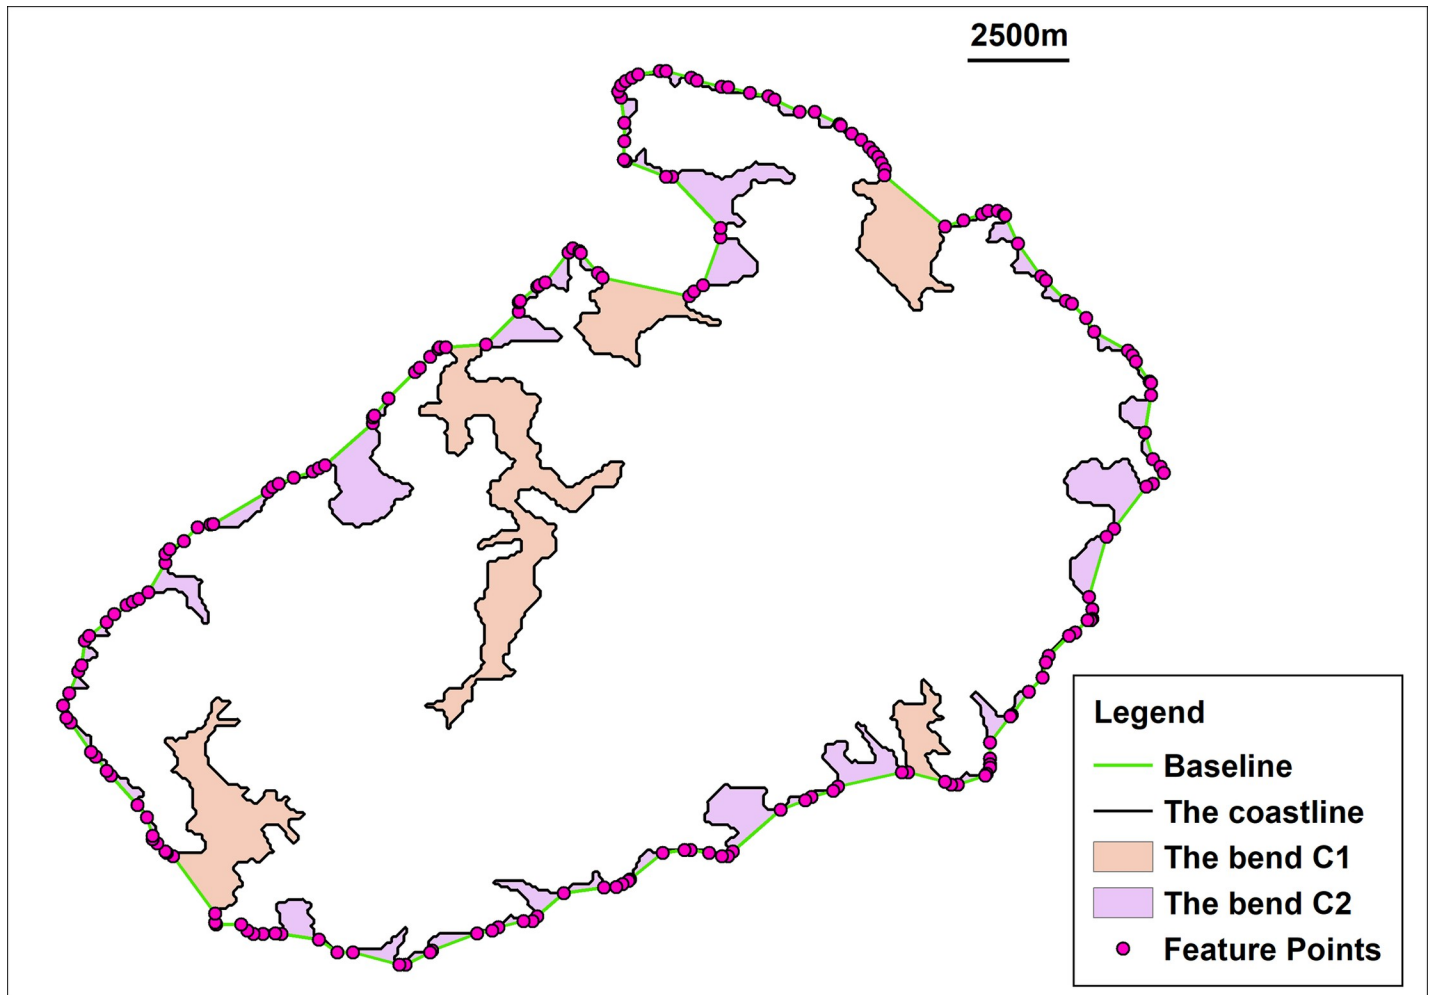 2500m
Legend
Baseline
The coastline
The bend C1
The bend C2
Feature Points